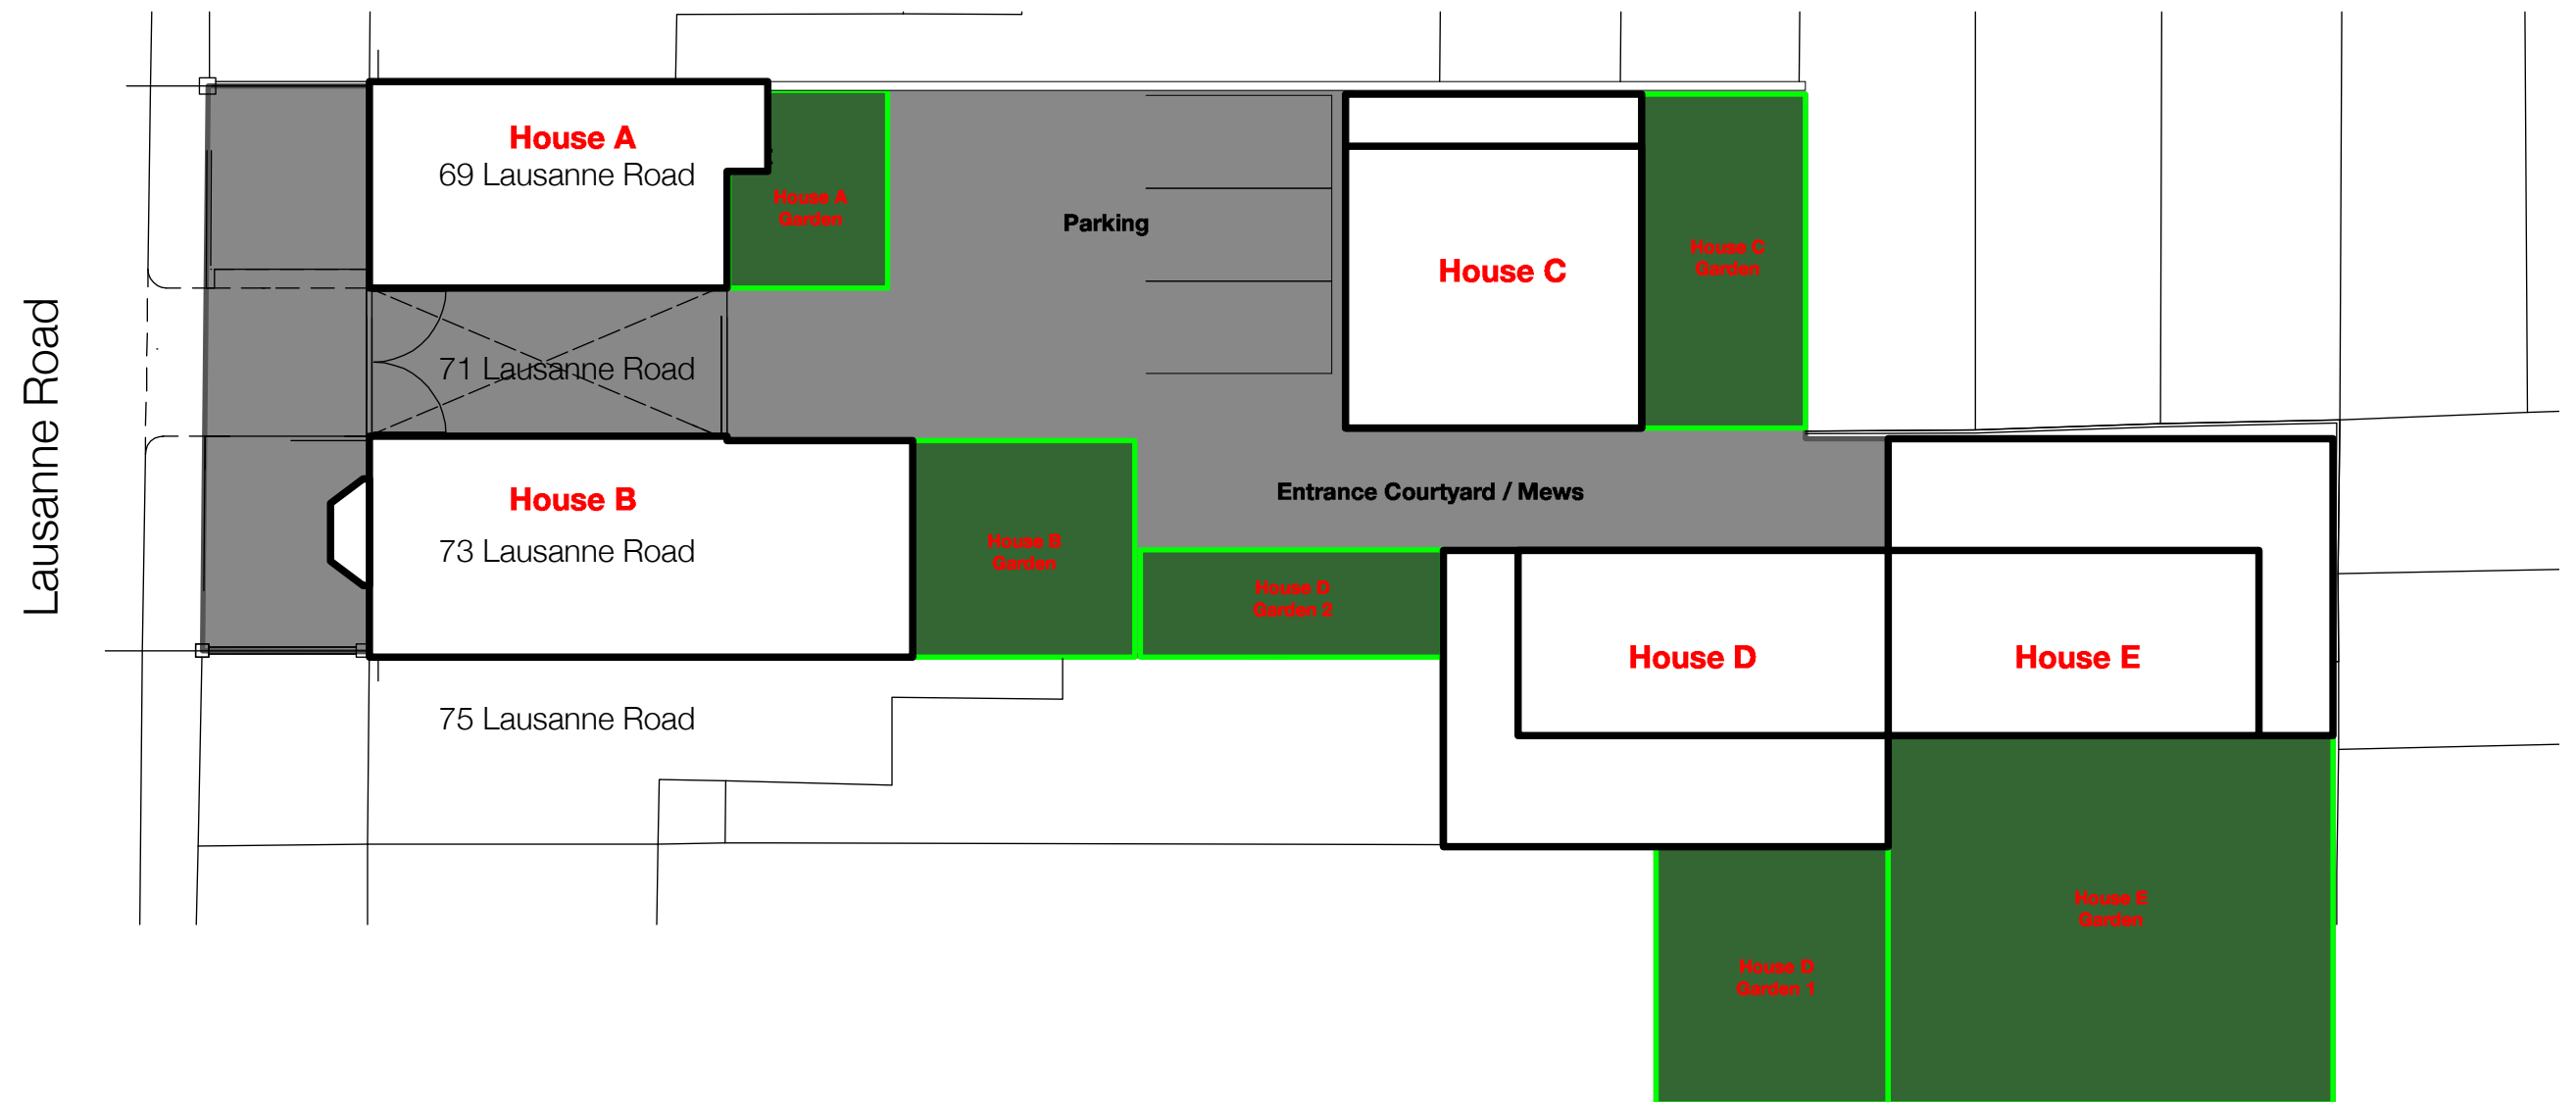 Lausanne Road
House A
69 Lausanne Road
House A
Garden
Parking
House C
House C
Garden
71 Lausanne Road
House B
73 Lausanne Road
House B
Garden
Entrance Courtyard / Mews
House D
Garden 2
House D
House E
75 Lausanne Road
House E
Garden
House D
Garden 1